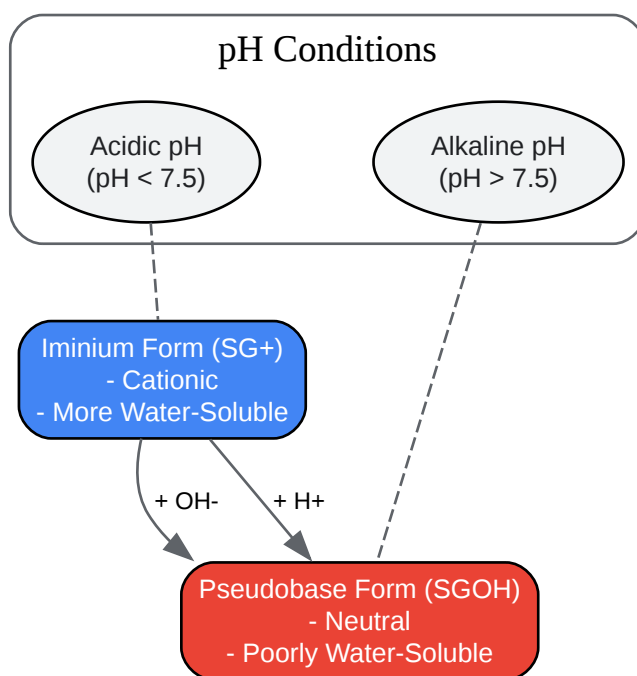 pH Conditions
Acidic pH
(pH < 7.5)
Alkaline pH
(pH > 7.5)
Iminium Form (SG+)
- Cationic
- More Water-Soluble
+ OH-
+ H+
Pseudobase Form (SGOH)
- Neutral
- Poorly Water-Soluble